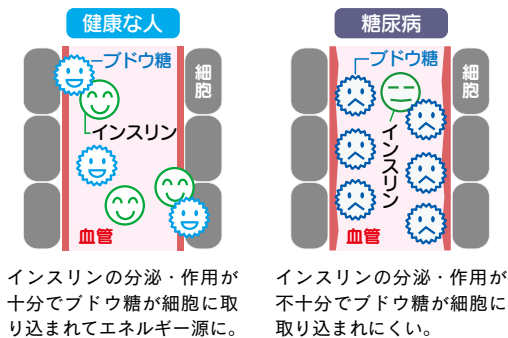 健康な人
ブドウ糖
細胞
インスリン
血管
インスリンの分泌・作用が
十分でブドウ糖が細胞に取
り込まれてエネルギー源に。
糖尿病
ブドウ糖
細胞
インスリン
血管
インスリンの分泌・作用が
不十分でブドウ糖が細胞に
取り込まれにくい。